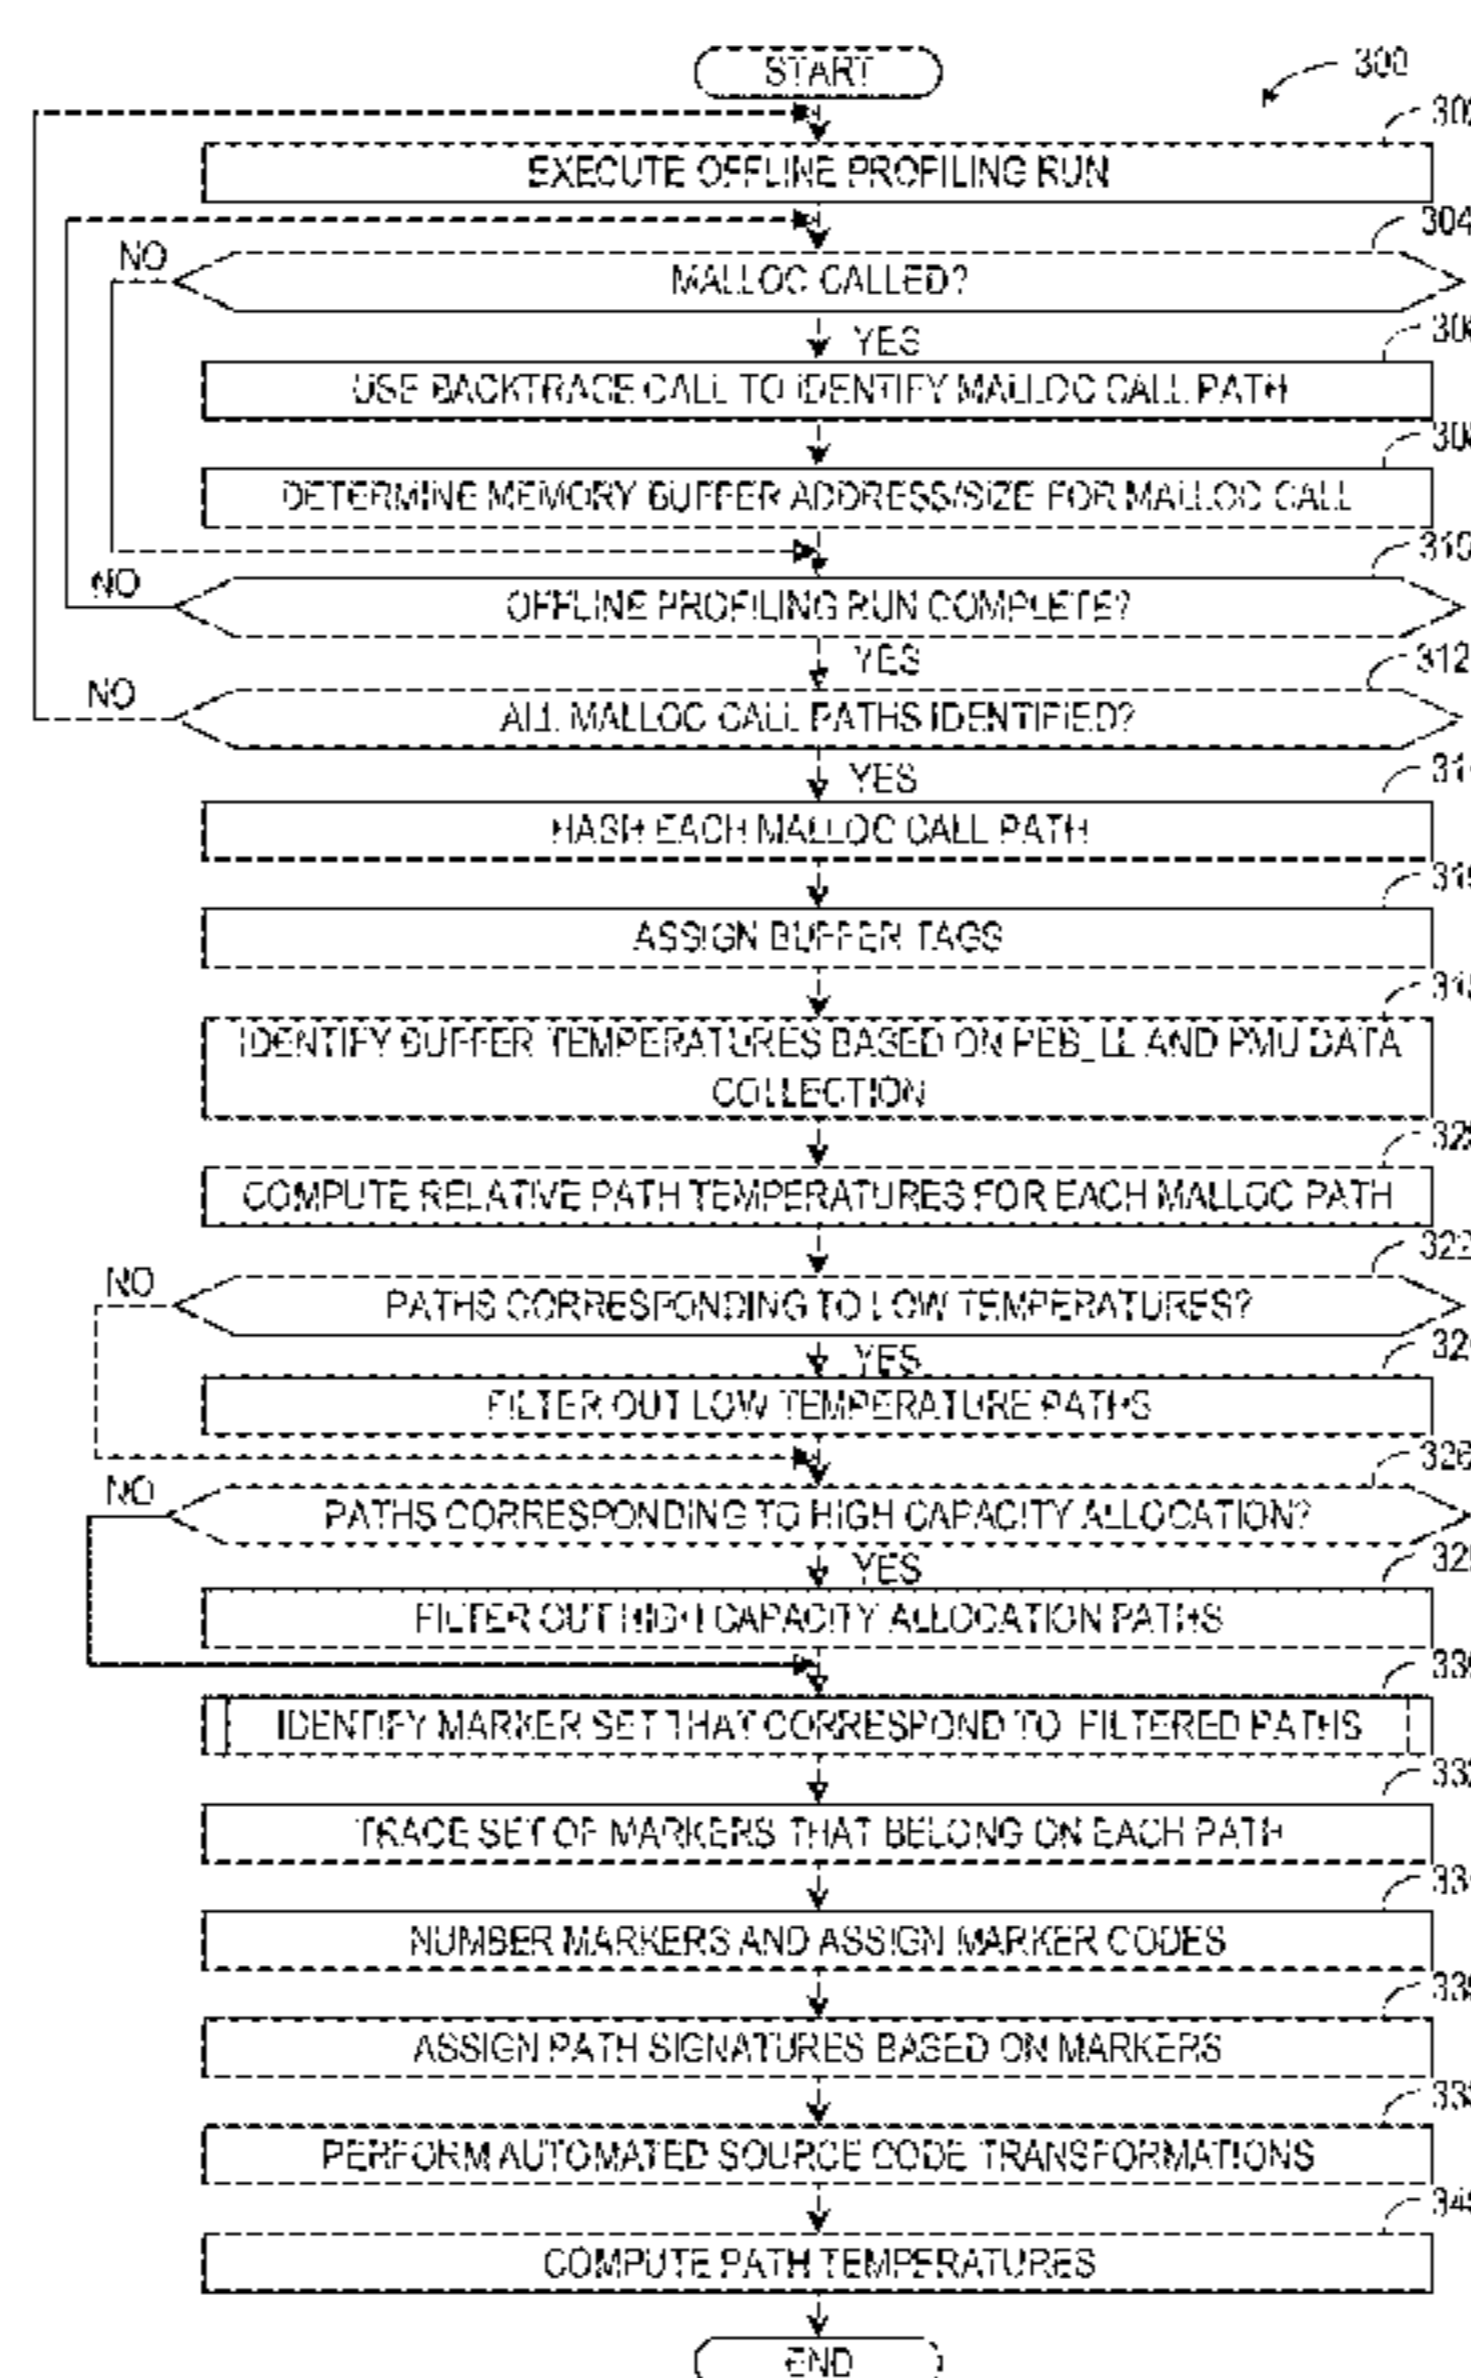 START
300
EXECUTE OFFLINE PROFILING RUN
304
NO
MALLOC CALLED?
YES
USE BACKTRACE CALL TO IDENTIFY MALLOC CALL PATH
DETERMINE MEMORY BUFFER ADDRESS/SIZE FOR MALLOC CALL
310
NO
OFFLINE PROFILING RUN COMPLETE?
YES
312
NO
ALL MALLOC CALL PATHS IDENTIFIED?
YES
HASH EACH MALLOC CALL PATH
ASSIGN BUFFER TAGS
IDENTIFY BUFFER TEMPERATURES BASED ON PEB_LL AND PMU DATA
COLLECTION
COMPUTE RELATIVE PATH TEMPERATURES FOR EACH MALLOC PATH
322
NO
PATHS CORRESPONDING TO LOW TEMPERATURES?
YES
FILTER OUT LOW TEMPERATURE PATHS
326
NO
PATHS CORRESPONDING TO HIGH CAPACITY ALLOCATION?
YES
FILTER OUT HIGH CAPACITY ALLOCATION PATHS
IDENTIFY MARKER SET THAT CORRESPOND TO FILTERED PATHS
TRACE SET OF MARKERS THAT BELONG ON EACH PATH
NUMBER MARKERS AND ASSIGN MARKER CODES
ASSIGN PATH SIGNATURES BASED ON MARKERS
PERFORM AUTOMATED SOURCE CODE TRANSFORMATIONS
COMPUTE PATH TEMPERATURES
END